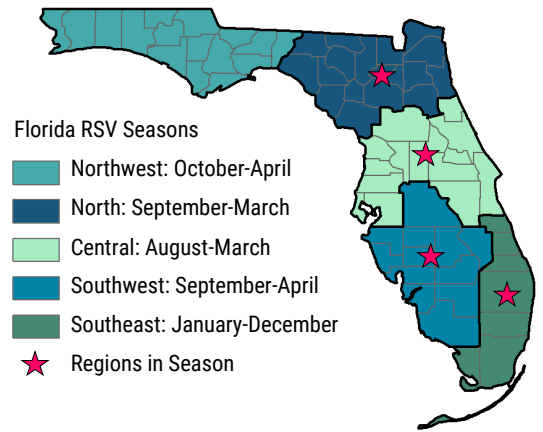 Florida RSV Seasons
Northwest: October-April
North: September-March
Central: August-March
Southwest: September-April
Southeast: January-December
Regions in Season